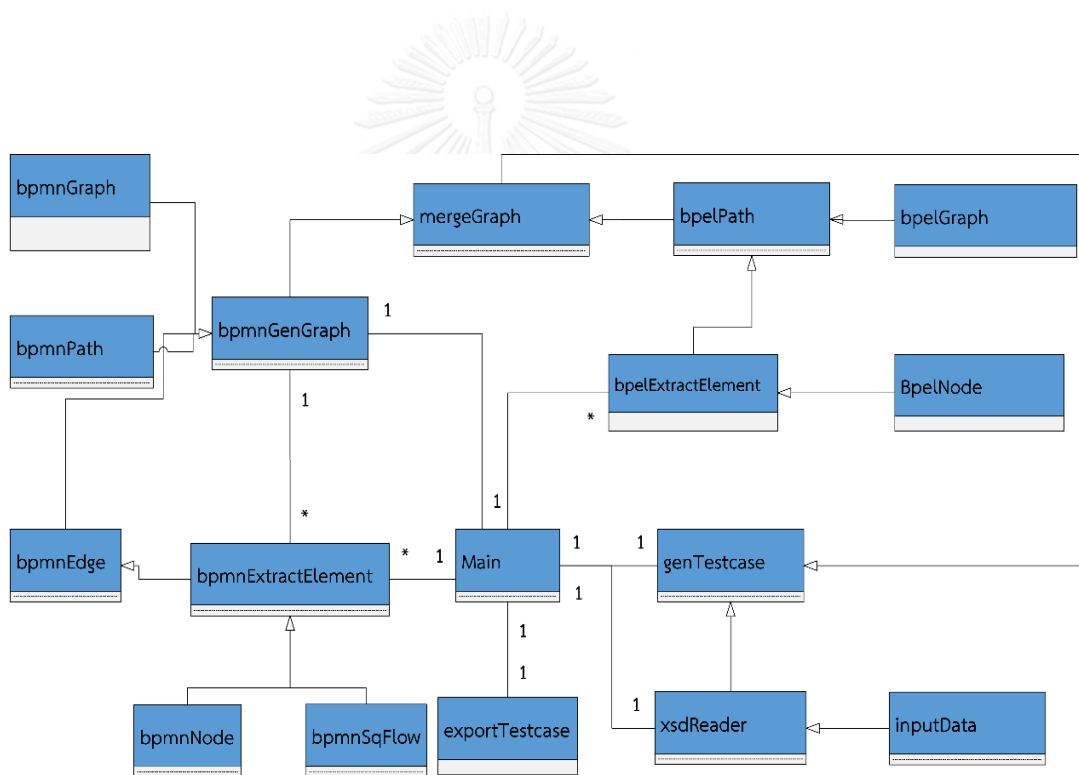 bpmnGraph
mergeGraph
bpelPath
bpelGraph
bpmnGenGraph
1
bpmnPath
bpelExtractElement
BpelNode
1
*
*
1
bpmnEdge
bpmnExtractElement
*
1
Main
1
1
genTestcase
1
1
1
1
bpmnNode
bpmnSqFlow
exportTestcase
xsdReader
inputData